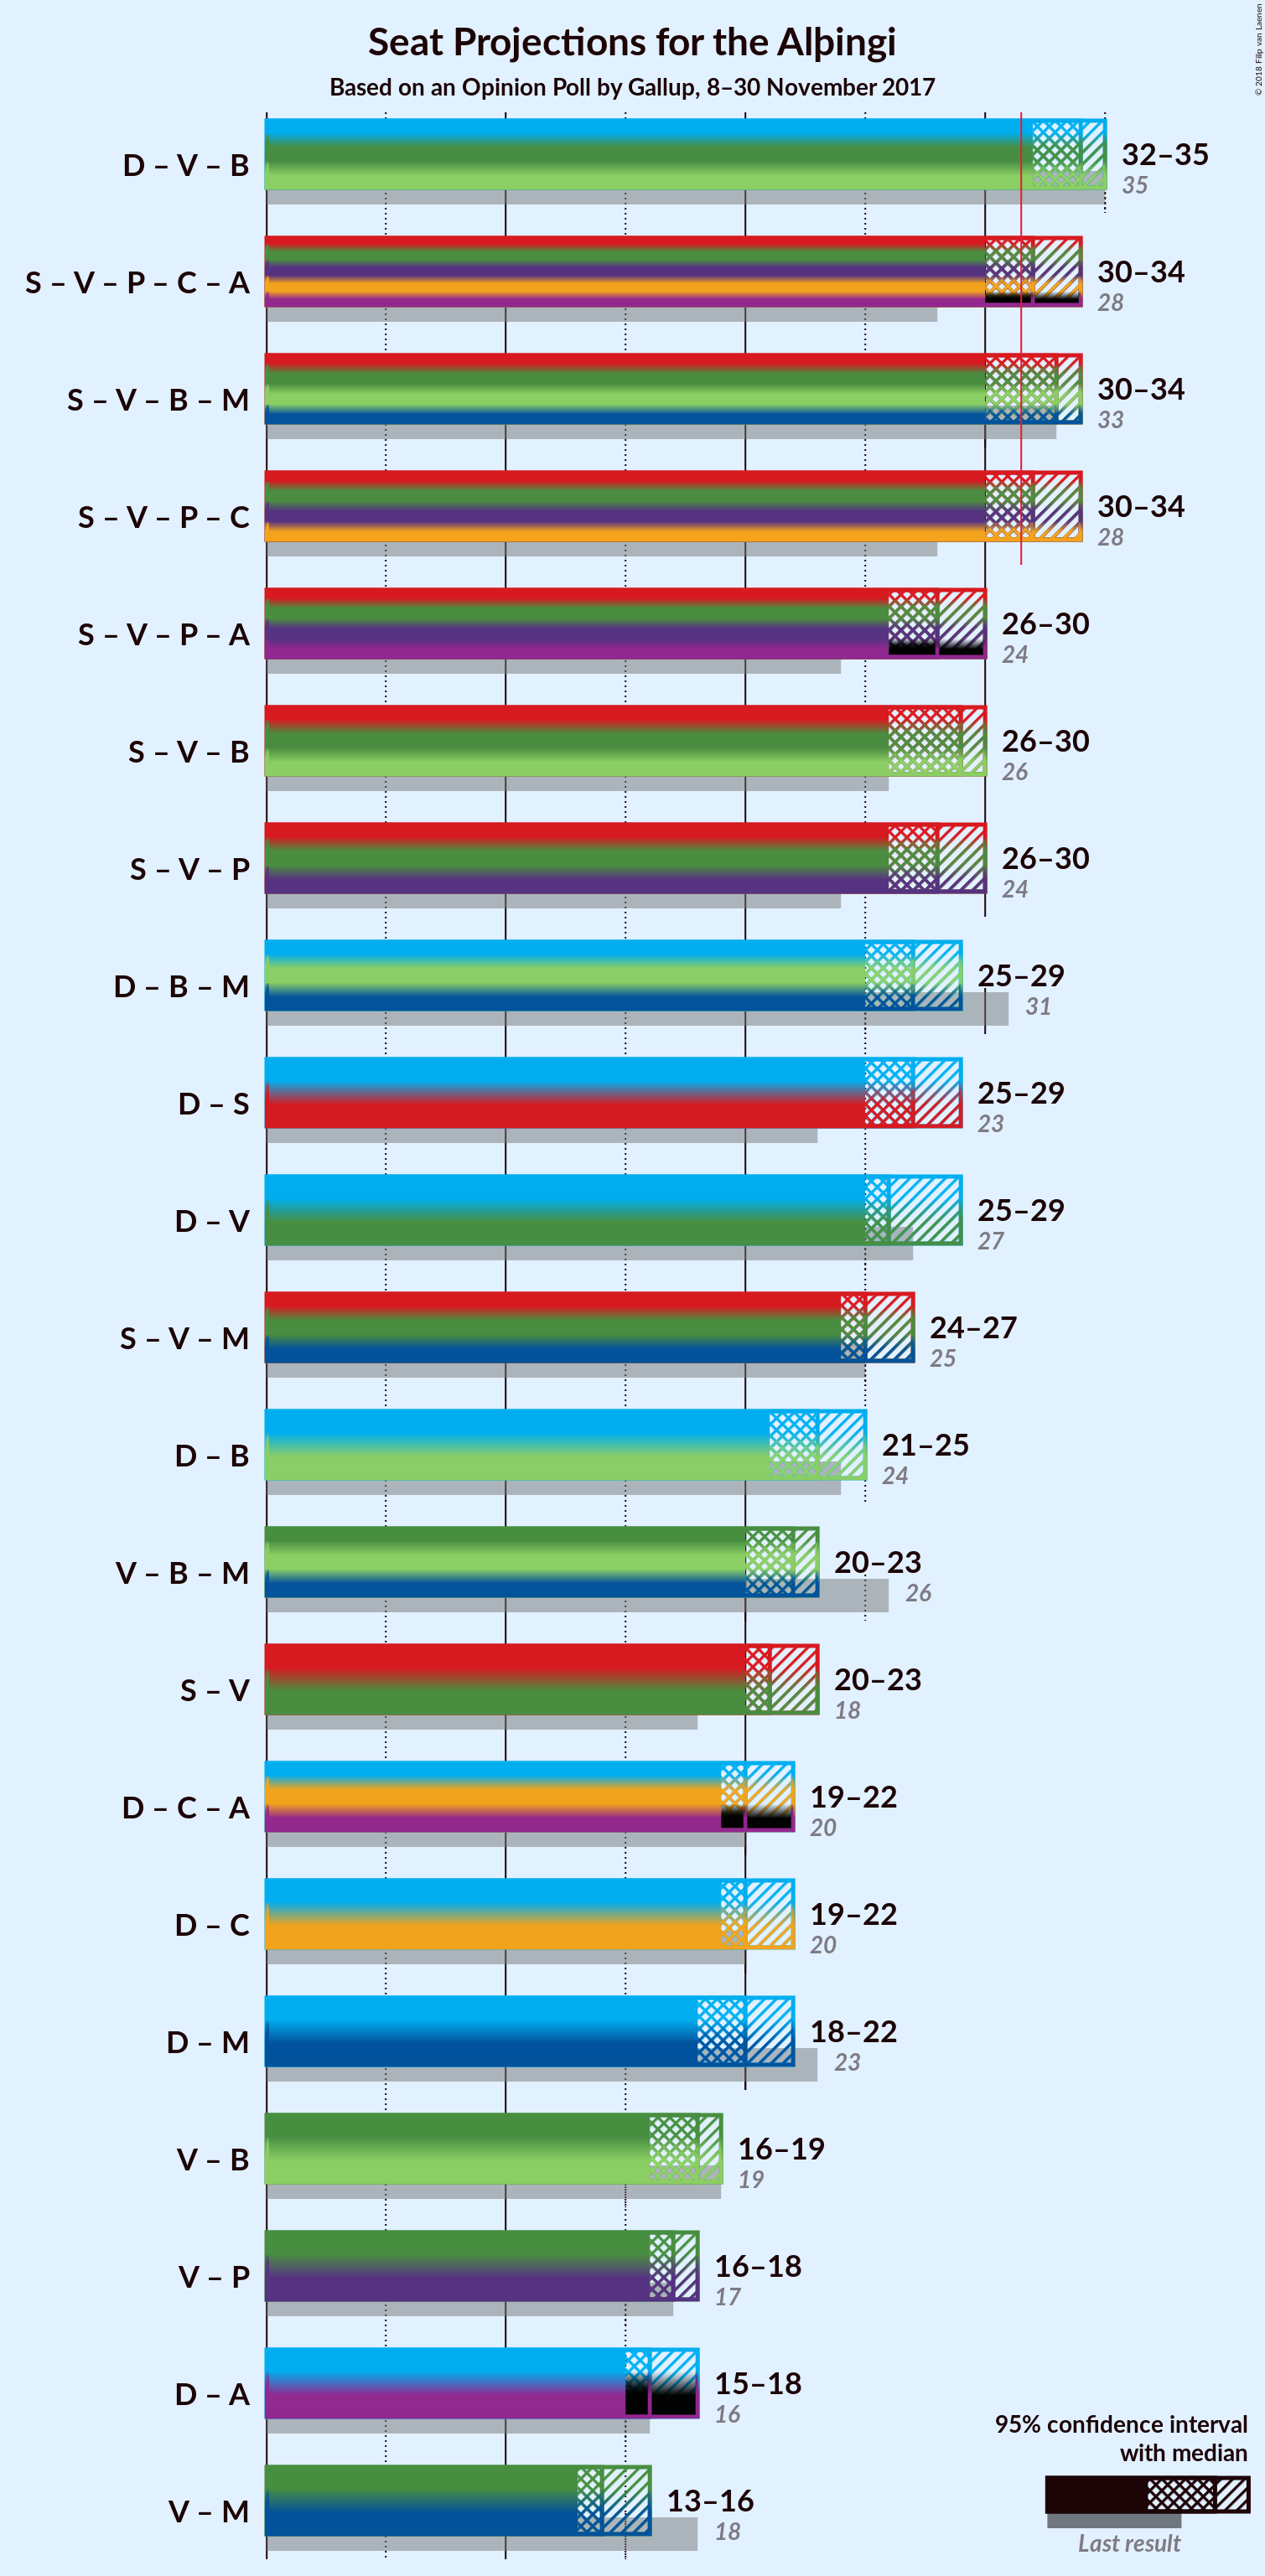 Seat Projections for the Alþingi
Based on an Opinion Poll by Gallup, 8–30 November 2017
© 2018 Filip van Laenen
D – V – B
32–35
35
S – V – P – C – A
30–34
28
S – V – B – M
30–34
33
S – V – P – C
30–34
28
S – V – P – A
26–30
24
S – V – B
26–30
26
S – V – P
26–30
24
D – B – M
25–29
31
D – S
25–29
23
D – V
25–29
27
S – V – M
24–27
25
D – B
21–25
24
V – B – M
20–23
26
S – V
20–23
18
D – C – A
19–22
20
D – C
19–22
20
D – M
18–22
23
V – B
16–19
19
V – P
16–18
17
D – A
15–18
16
V – M
13–16
18
95% confidence interval
with median
Last result